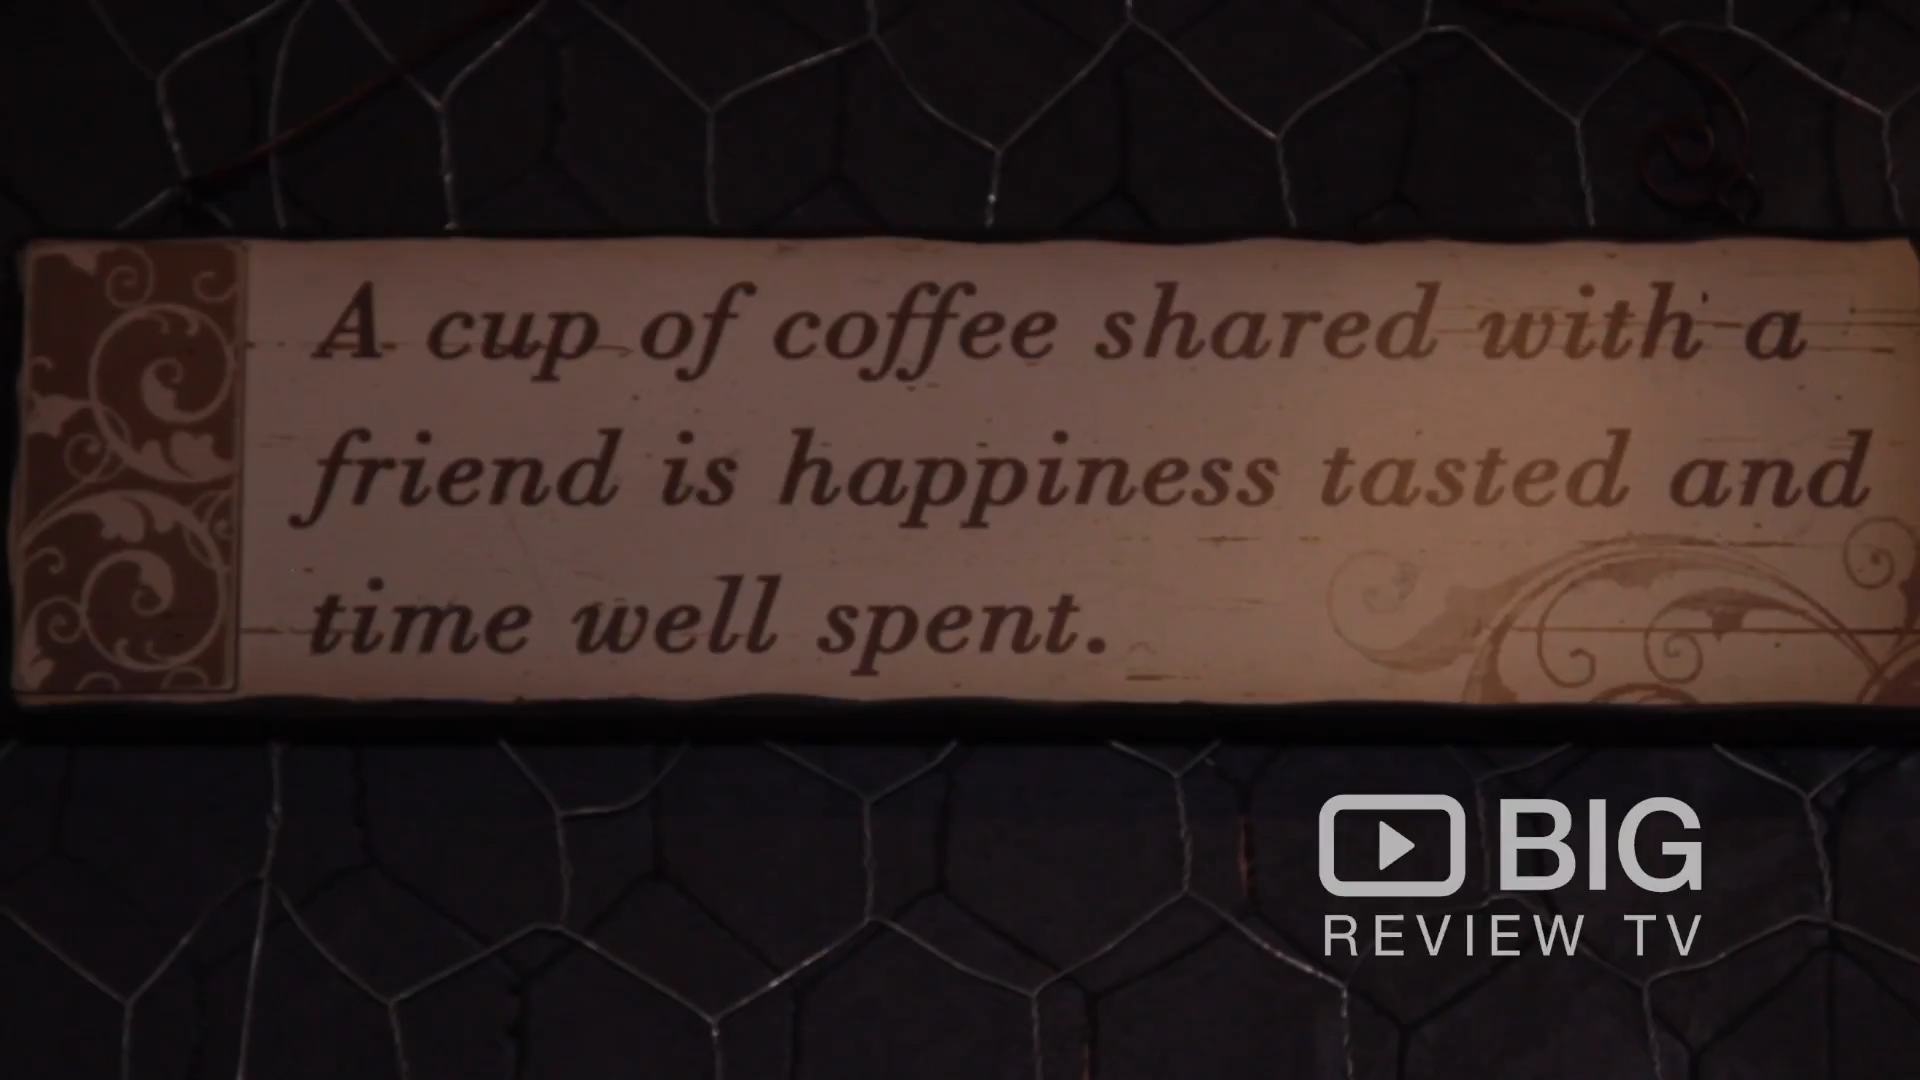 A cup of coffee shared with a
friend is happiness tasted and
time well spent.
BIG
REVIEW TV